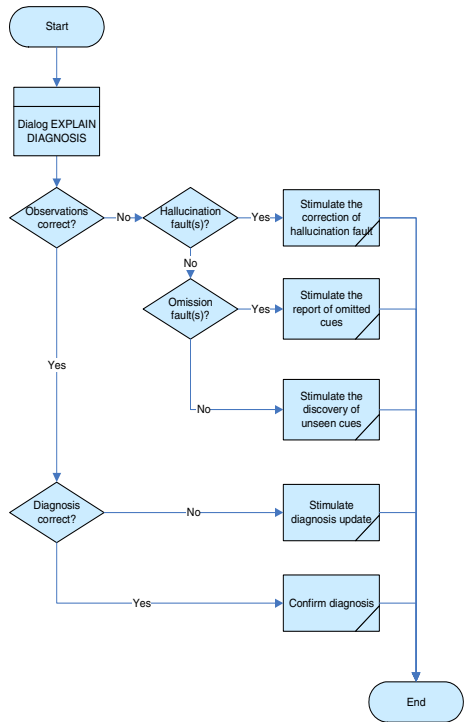 Start
Dialog EXPLAIN
DIAGNOSIS
Observations
correct?
No
Hallucination
fault(s)?
Yes
Stimulate the
correction of
hallucination fault
No
Omission
fault(s)?
Yes
Stimulate the
report of omitted
cues
Yes
No
Stimulate the
discovery of
unseen cues
Diagnosis
correct?
No
Stimulate
diagnosis update
Yes
Confirm diagnosis
End